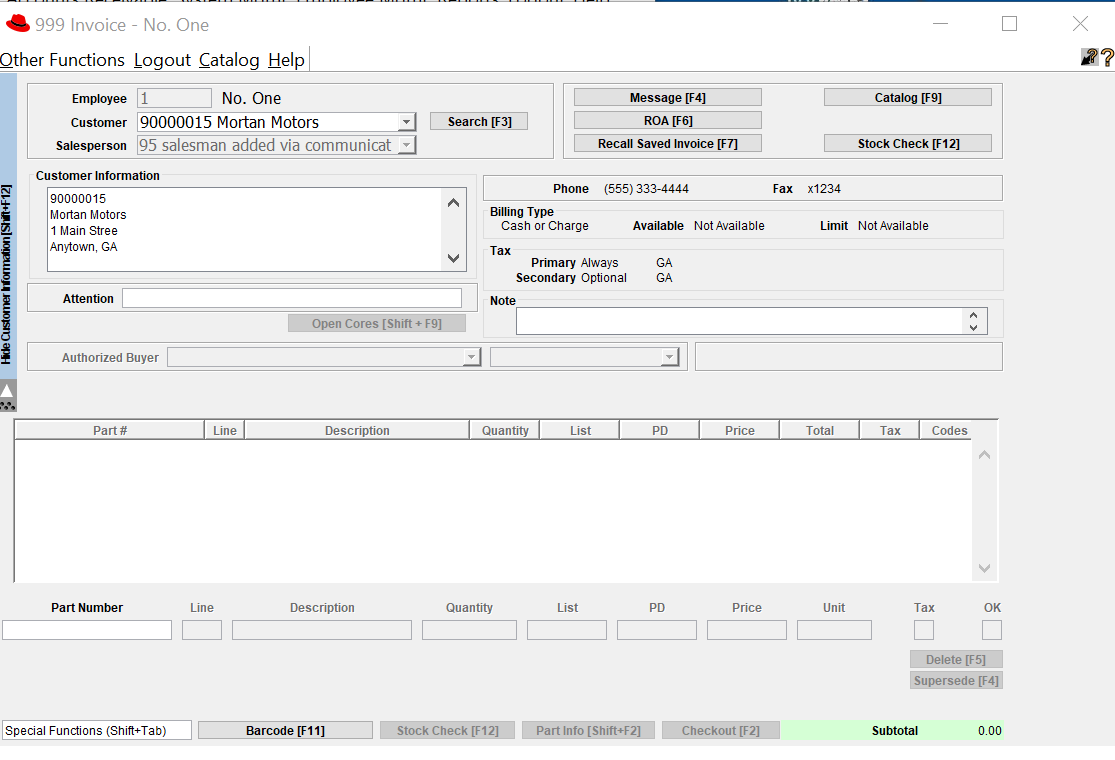 999 Invoice - No. One
Other Functions Logout Catalog Help
Employee 1 No. One
Customer 90000015 Mortan Motors Search [F3]
Salesperson 95 salesman added via communicat
Message [F4] Catalog [F9]
ROA [F6]
Recall Saved Invoice [F7] Stock Check [F12]
Hide Customer Information [Shift+F12]
Customer Information
90000015
Mortan Motors
1 Main Stree
Anytown, GA
Attention
Open Cores [Shift + F9]
Phone (555) 333-4444 Fax x1234
Billing Type
Cash or Charge Available Not Available Limit Not Available
Tax
Primary Always GA
Secondary Optional GA
Note
Authorized Buyer
Part # Line Description Quantity List PD Price Total Tax Codes
Part Number Line Description Quantity List PD Price Unit Tax OK
Delete [F5]
Supersede [F4]
Special Functions (Shift+Tab) Barcode [F11] Stock Check [F12] Part Info [Shift+F2] Checkout [F2] Subtotal 0.00